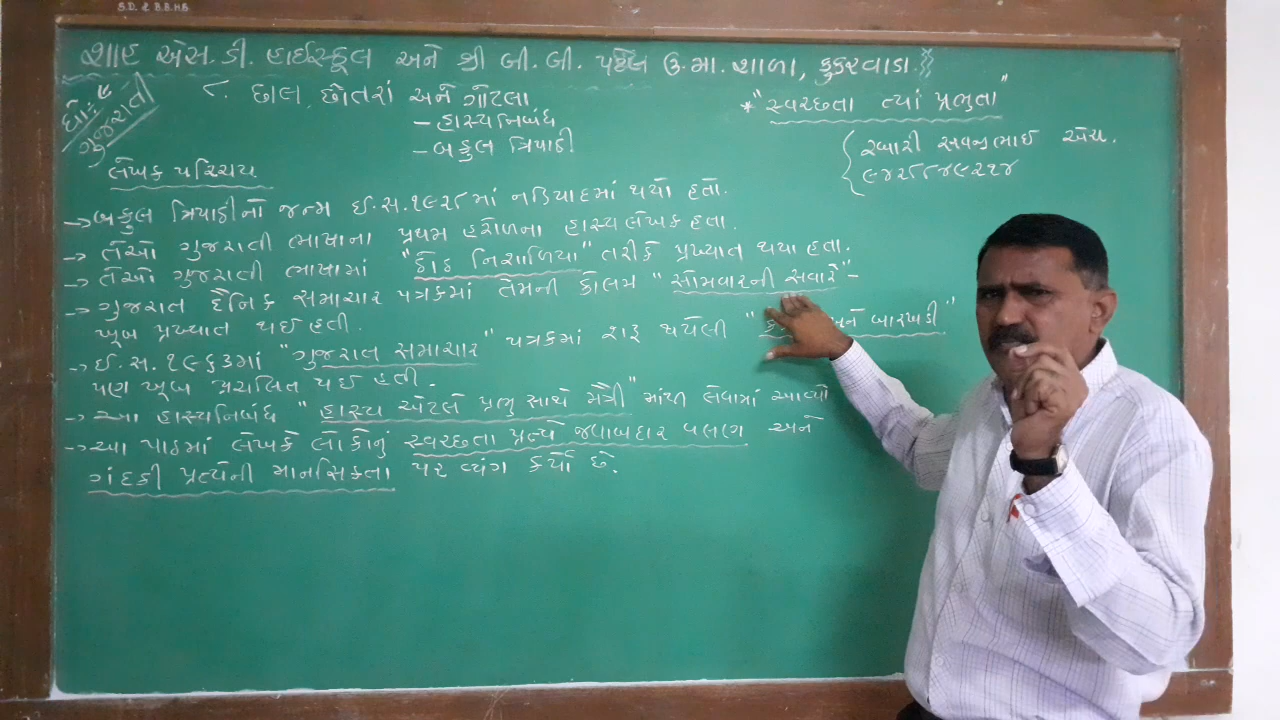 S.D. & B.B.H.S
શાહ એસ. ડી. હાઈસ્કૂલ અને શ્રી બી. બી. પટેલ ઉ. મા. શાળા, કુકરવાડા.
ધો: ૯
ગુજરાતી
૮. છાલ, છોતરાં અને ગોટલા
– હાસ્યનિબંધ
– બકુલ ત્રિપાઠી
* "સ્વચ્છતા ત્યાં પ્રભુતા"
રબારી સવજીભાઈ એચ.
૯૪૨૮૮૪૯૨૧૪
લેખક પરિચય
→ બકુલ ત્રિપાઠીનો જન્મ ઈ.સ.૧૯૨૮માં નડિયાદમાં થયો હતો.
→ તેઓ ગુજરાતી ભાષાના પ્રથમ હરોળના હાસ્યલેખક હતા.
→ તેઓ ગુજરાતી ભાષામાં "ઠોઠ નિશાળિયા" તરીકે પ્રખ્યાત થયા હતા.
→ ગુજરાત દૈનિક સમાચાર પત્રકમાં તેમની કોલમ "સોમવારની સવારે" –
ખૂબ પ્રખ્યાત થઈ હતી.
→ ઈ.સ.૧૯૬૩માં "ગુજરાલ સમાચાર" પત્રકમાં શરૂ થયેલી " અને બારખડી"
પણ ખૂબ પ્રચલિત થઈ હતી.
→ આ હાસ્યનિબંધ "હાસ્ય એટલે પ્રભુ સાથે મૈત્રી" માંથી લેવામાં આવ્યો
→ આ પાઠમાં લેખકે લોકોનું સ્વચ્છતા પ્રત્યે જવાબદાર વલણ અને
ગંદકી પ્રત્યેની માનસિકતા પર વ્યંગ કર્યો છે.